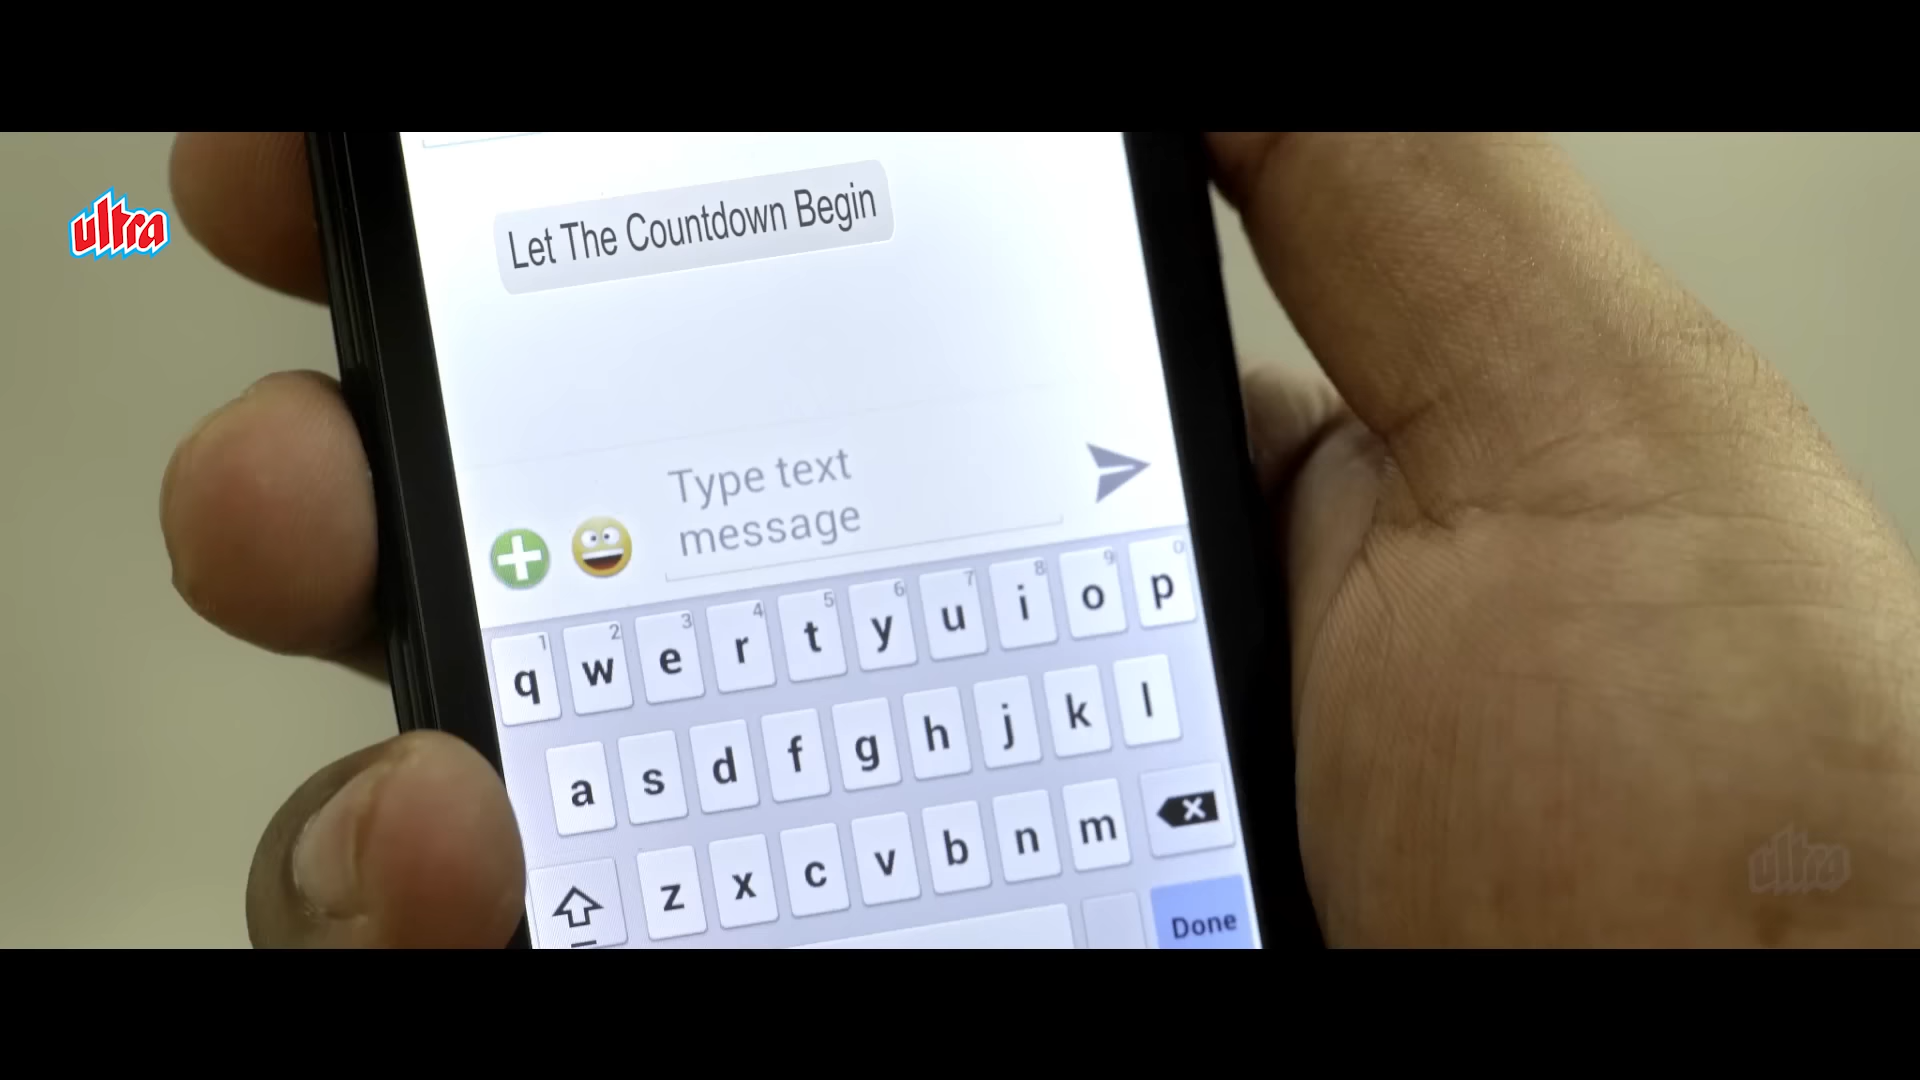 ultra
Let The Countdown Begin
Type text
message
1 2 3 4 5 6 7 8 9 0
q w e r t y u i o p
a s d f g h j k l
z x c v b n m
Done
ultra